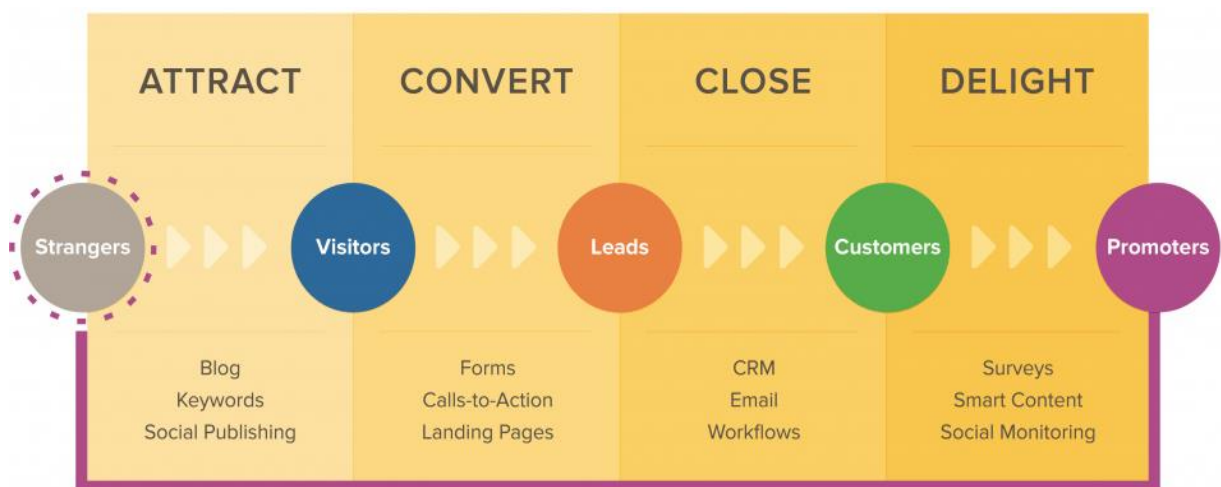 ATTRACT
CONVERT
CLOSE
DELIGHT
Strangers
Visitors
Leads
Customers
Promoters
Blog
Keywords
Social Publishing
Forms
Calls-to-Action
Landing Pages
CRM
Email
Workflows
Surveys
Smart Content
Social Monitoring